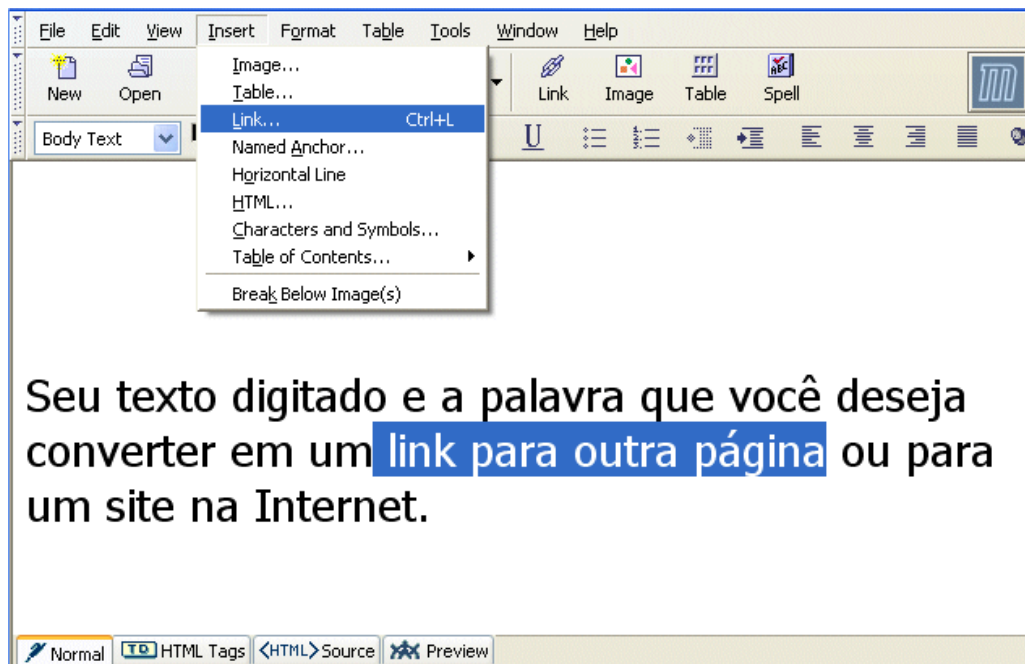 File Edit View Insert Format Table Tools Window Help
New Open Link Image Table Spell
Body Text U
Image...
Table...
Link... Ctrl+L
Named Anchor...
Horizontal Line
HTML...
Characters and Symbols...
Table of Contents...
Break Below Image(s)
Seu texto digitado e a palavra que você deseja
converter em um link para outra página ou para
um site na Internet.
Normal TD HTML Tags <HTML> Source Preview